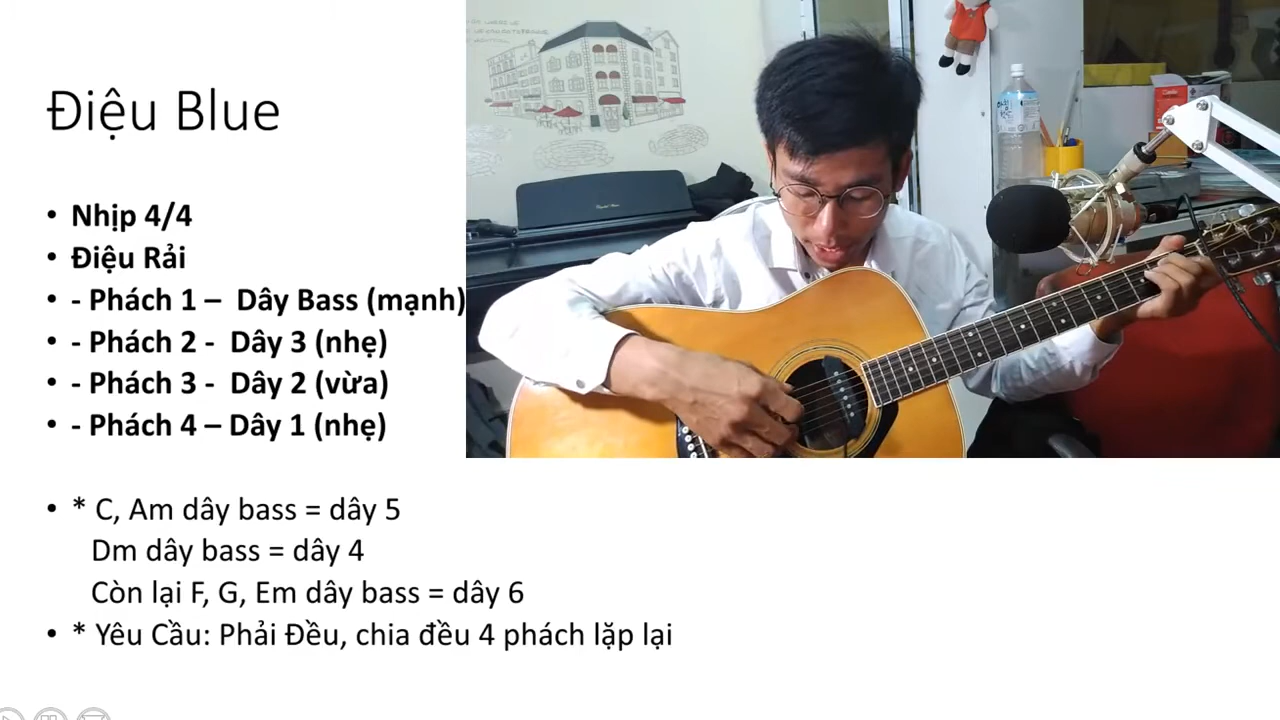 Điệu Blue
• Nhịp 4/4
• Điệu Rải
• - Phách 1 – Dây Bass (mạnh)
• - Phách 2 - Dây 3 (nhẹ)
• - Phách 3 - Dây 2 (vừa)
• - Phách 4 – Dây 1 (nhẹ)
• * C, Am dây bass = dây 5
Dm dây bass = dây 4
Còn lại F, G, Em dây bass = dây 6
• * Yêu Cầu: Phải Đều, chia đều 4 phách lặp lại